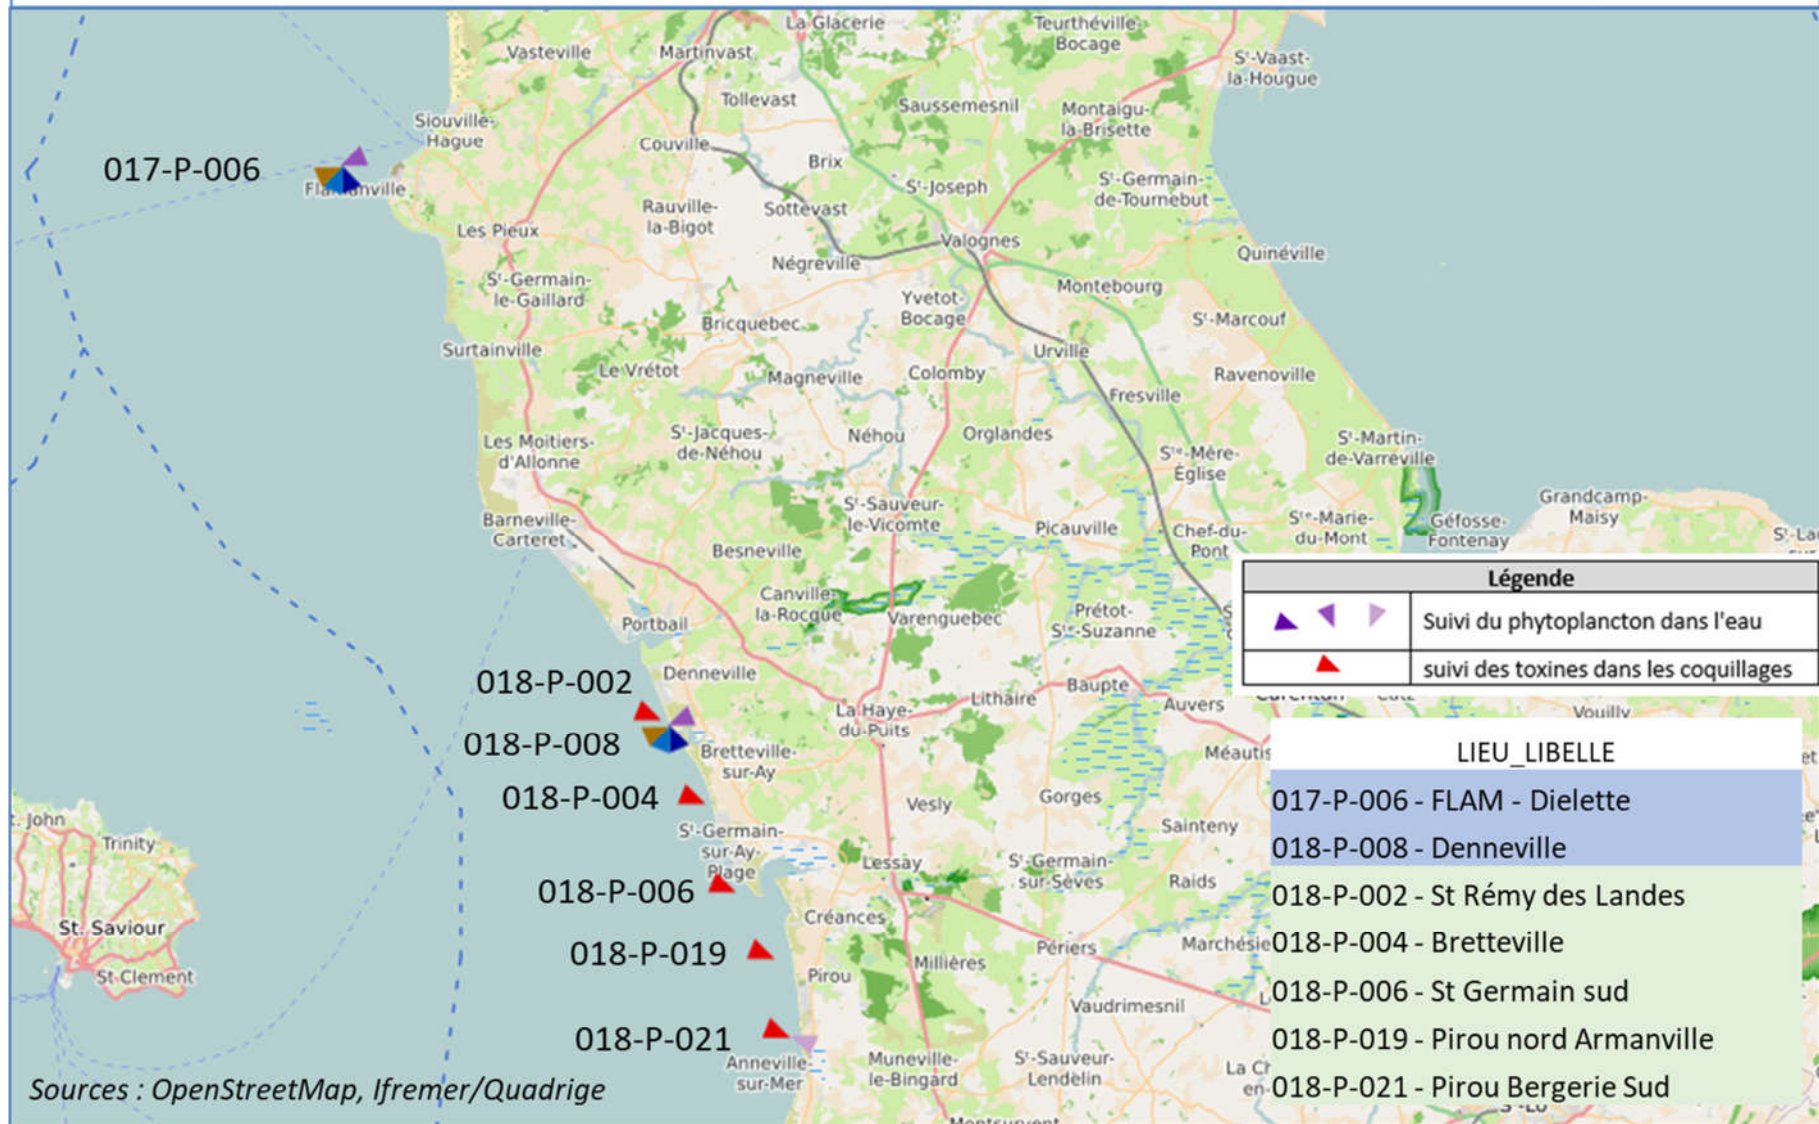 La Glacerie
Teurthéville-
Bocage
Vasteville
Martinvast
St-Vaast-
la-Hougue
Tollevast
Saussemesnil
Montaigu-
la-Brisette
Siouville-
Hague
Couville
Brix
017-P-006
St-Joseph
St-Germain-
de-Tournebut
Les Pieux
Rauville-
la-Bigot
Sottevast
Valognes
Quinéville
Négreville
St-Germain-
le-Gaillard
Yvetot-
Bocage
Montebourg
Bricquebec
St-Marcouf
Surtainville
Urville
Le Vrétot
Magneville
Colomby
Ravenoville
Fresville
Les Moitiers-
d'Allonne
St-Jacques-
de-Néhou
Néhou
Orglandes
Ste-Mère-
Église
St-Martin-
de-Varreville
Barneville-
Carteret
St-Sauveur-
le-Vicomte
Picauville
Chef-du-
Pont
Ste-Marie-
du-Mont
Géfosse-
Fontenay
Grandcamp-
Maisy
Besneville
Canville-
la-Rocque
Varenguebec
Prétot-
Ste-Suzanne
Portbail
Légende
Suivi du phytoplancton dans l'eau
suivi des toxines dans les coquillages
018-P-002
Denneville
La Haye-
du-Puits
Lithaire
Baupte
Auvers
Vouilly
018-P-008
Bretteville-
sur-Ay
Méautis
018-P-004
Vesly
Gorges
Sainteny
St-Germain-
sur-Ay-
Plage
Lessay
St-Germain-
sur-Sèves
Raids
018-P-006
Créances
018-P-019
Pirou
Millières
Périers
Marchésie
Vaudrimesnil
018-P-021
Anneville-
sur-Mer
Muneville-
le-Bingard
St-Sauveur-
Lendelin
Trinity
St. Saviour
St Clement
LIEU_LIBELLE
017-P-006 - FLAM - Dielette
018-P-008 - Denneville
018-P-002 - St Rémy des Landes
018-P-004 - Bretteville
018-P-006 - St Germain sud
018-P-019 - Pirou nord Armanville
018-P-021 - Pirou Bergerie Sud
Sources : OpenStreetMap, Ifremer/Quadrige